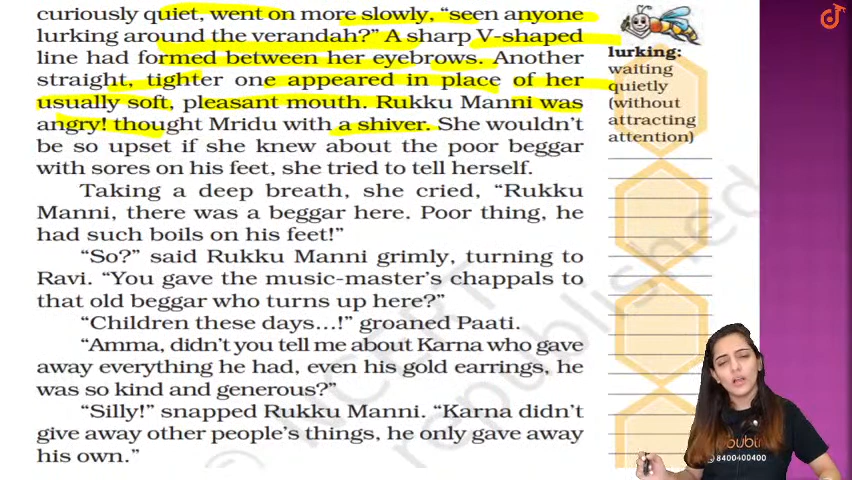 curiously quiet, went on more slowly, “seen anyone
lurking around the verandah?” A sharp V-shaped
line had formed between her eyebrows. Another
straight, tighter one appeared in place of her
usually soft, pleasant mouth. Rukku Manni was
angry! thought Mridu with a shiver. She wouldn’t
be so upset if she knew about the poor beggar
with sores on his feet, she tried to tell herself.
Taking a deep breath, she cried, “Rukku
Manni, there was a beggar here. Poor thing, he
had such boils on his feet!”
“So?” said Rukku Manni grimly, turning to
Ravi. “You gave the music-master’s chappals to
that old beggar who turns up here?”
“Children these days...!” groaned Paati.
“Amma, didn’t you tell me about Karna who gave
away everything he had, even his gold earrings, he
was so kind and generous?”
“Silly!” snapped Rukku Manni. “Karna didn’t
give away other people’s things, he only gave away
his own.”
lurking:
waiting
quietly
(without
attracting
attention)
© NCERT
republished
8400400400